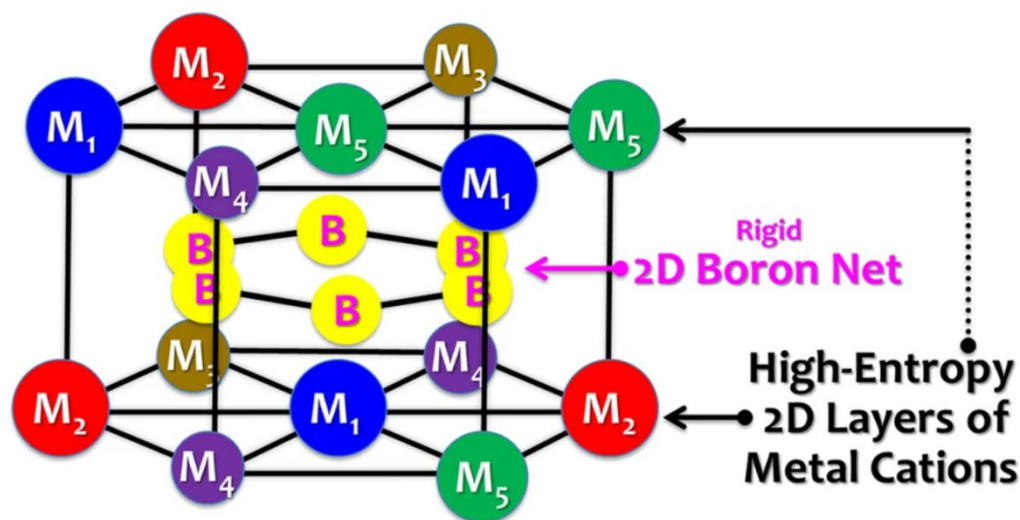 M2
M3
M1
M5
M5
M4
M1
B
B
B
Rigid
2D Boron Net
B
B
B
M3
M4
High-Entropy
2D Layers of
Metal Cations
M2
M1
M2
M4
M5